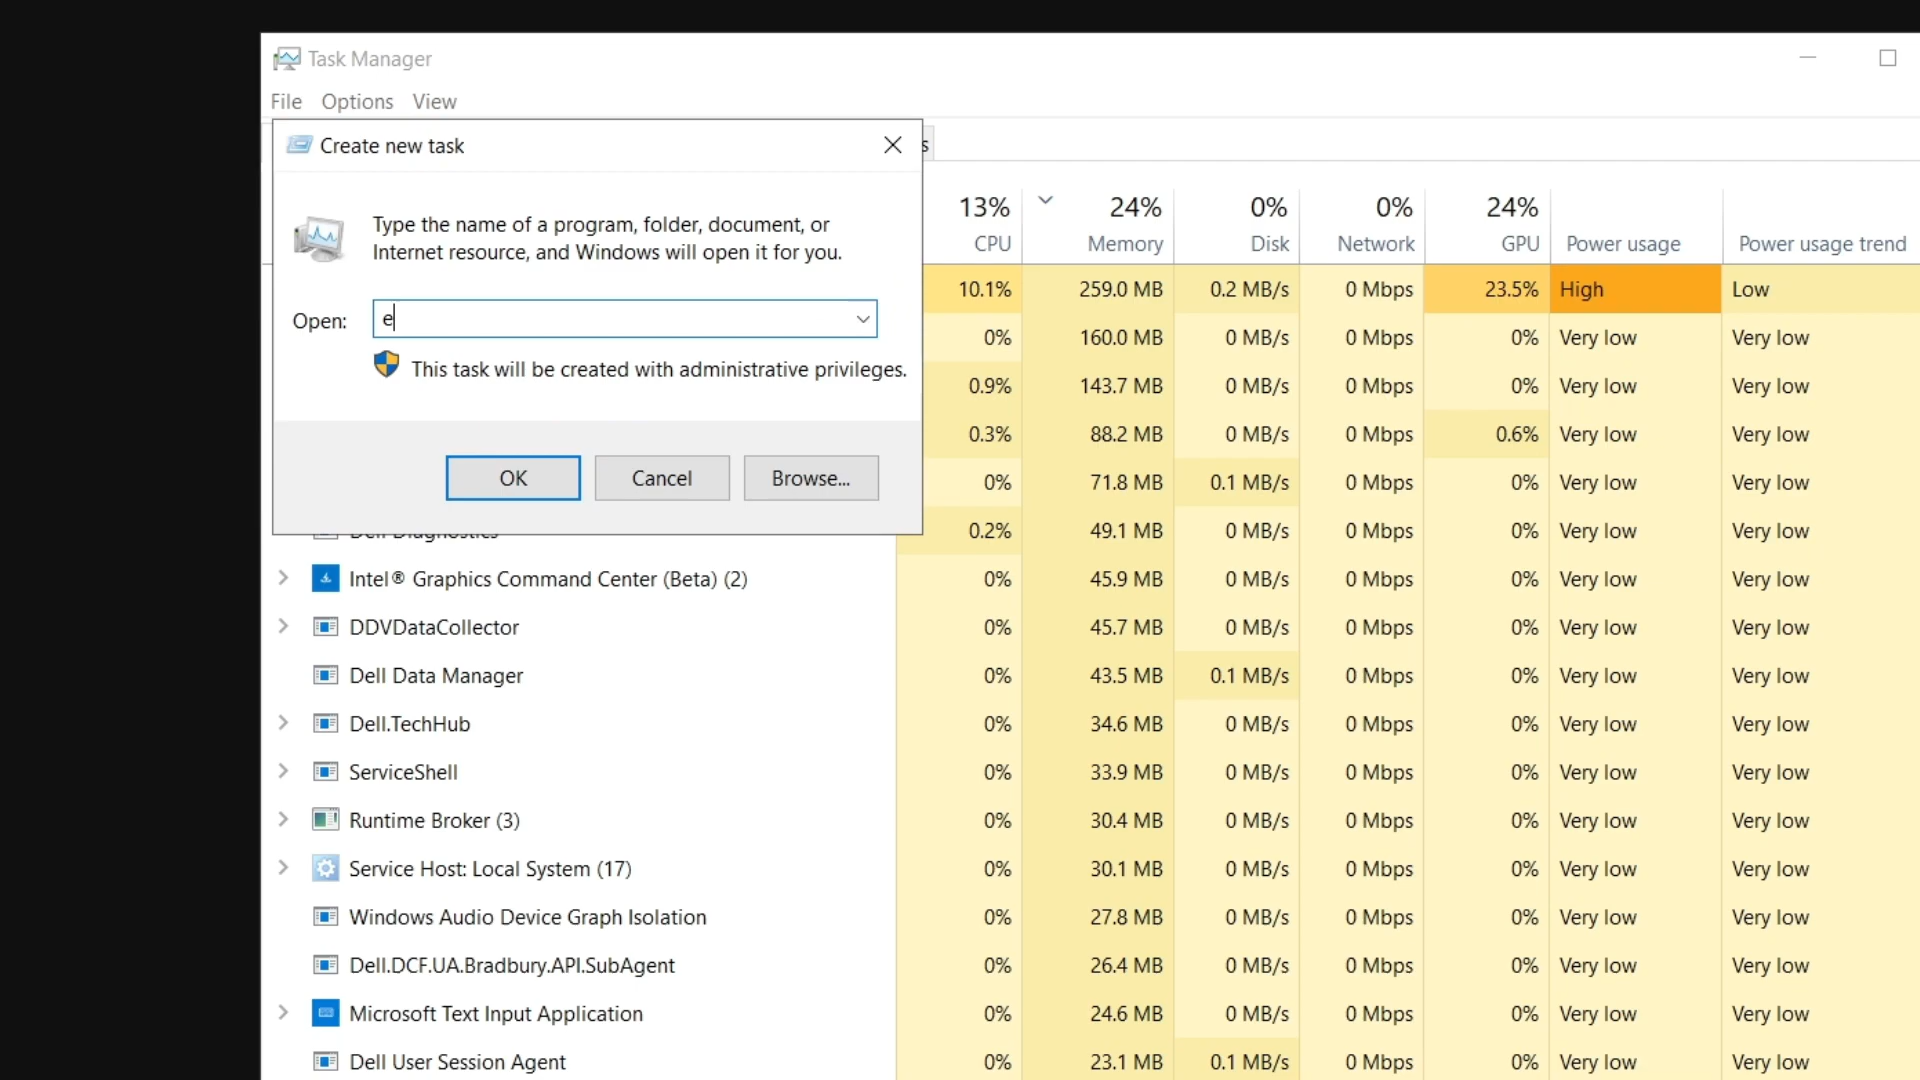 Task Manager
File Options View
Create new task
s
Type the name of a program, folder, document, or
Internet resource, and Windows will open it for you.
Open: e
This task will be created with administrative privileges.
OK Cancel Browse...
13% 24% 0% 0% 24%
CPU Memory Disk Network GPU Power usage Power usage trend
10.1% 259.0 MB 0.2 MB/s 0 Mbps 23.5% High Low
0% 160.0 MB 0 MB/s 0 Mbps 0% Very low Very low
0.9% 143.7 MB 0 MB/s 0 Mbps 0% Very low Very low
0.3% 88.2 MB 0 MB/s 0 Mbps 0.6% Very low Very low
0% 71.8 MB 0.1 MB/s 0 Mbps 0% Very low Very low
Dell Diagnostics 0.2% 49.1 MB 0 MB/s 0 Mbps 0% Very low Very low
Intel® Graphics Command Center (Beta) (2) 0% 45.9 MB 0 MB/s 0 Mbps 0% Very low Very low
DDVDataCollector 0% 45.7 MB 0 MB/s 0 Mbps 0% Very low Very low
Dell Data Manager 0% 43.5 MB 0.1 MB/s 0 Mbps 0% Very low Very low
Dell.TechHub 0% 34.6 MB 0 MB/s 0 Mbps 0% Very low Very low
ServiceShell 0% 33.9 MB 0 MB/s 0 Mbps 0% Very low Very low
Runtime Broker (3) 0% 30.4 MB 0 MB/s 0 Mbps 0% Very low Very low
Service Host: Local System (17) 0% 30.1 MB 0 MB/s 0 Mbps 0% Very low Very low
Windows Audio Device Graph Isolation 0% 27.8 MB 0 MB/s 0 Mbps 0% Very low Very low
Dell.DCF.UA.Bradbury.API.SubAgent 0% 26.4 MB 0 MB/s 0 Mbps 0% Very low Very low
Microsoft Text Input Application 0% 24.6 MB 0 MB/s 0 Mbps 0% Very low Very low
Dell User Session Agent 0% 23.1 MB 0.1 MB/s 0 Mbps 0% Very low Very low